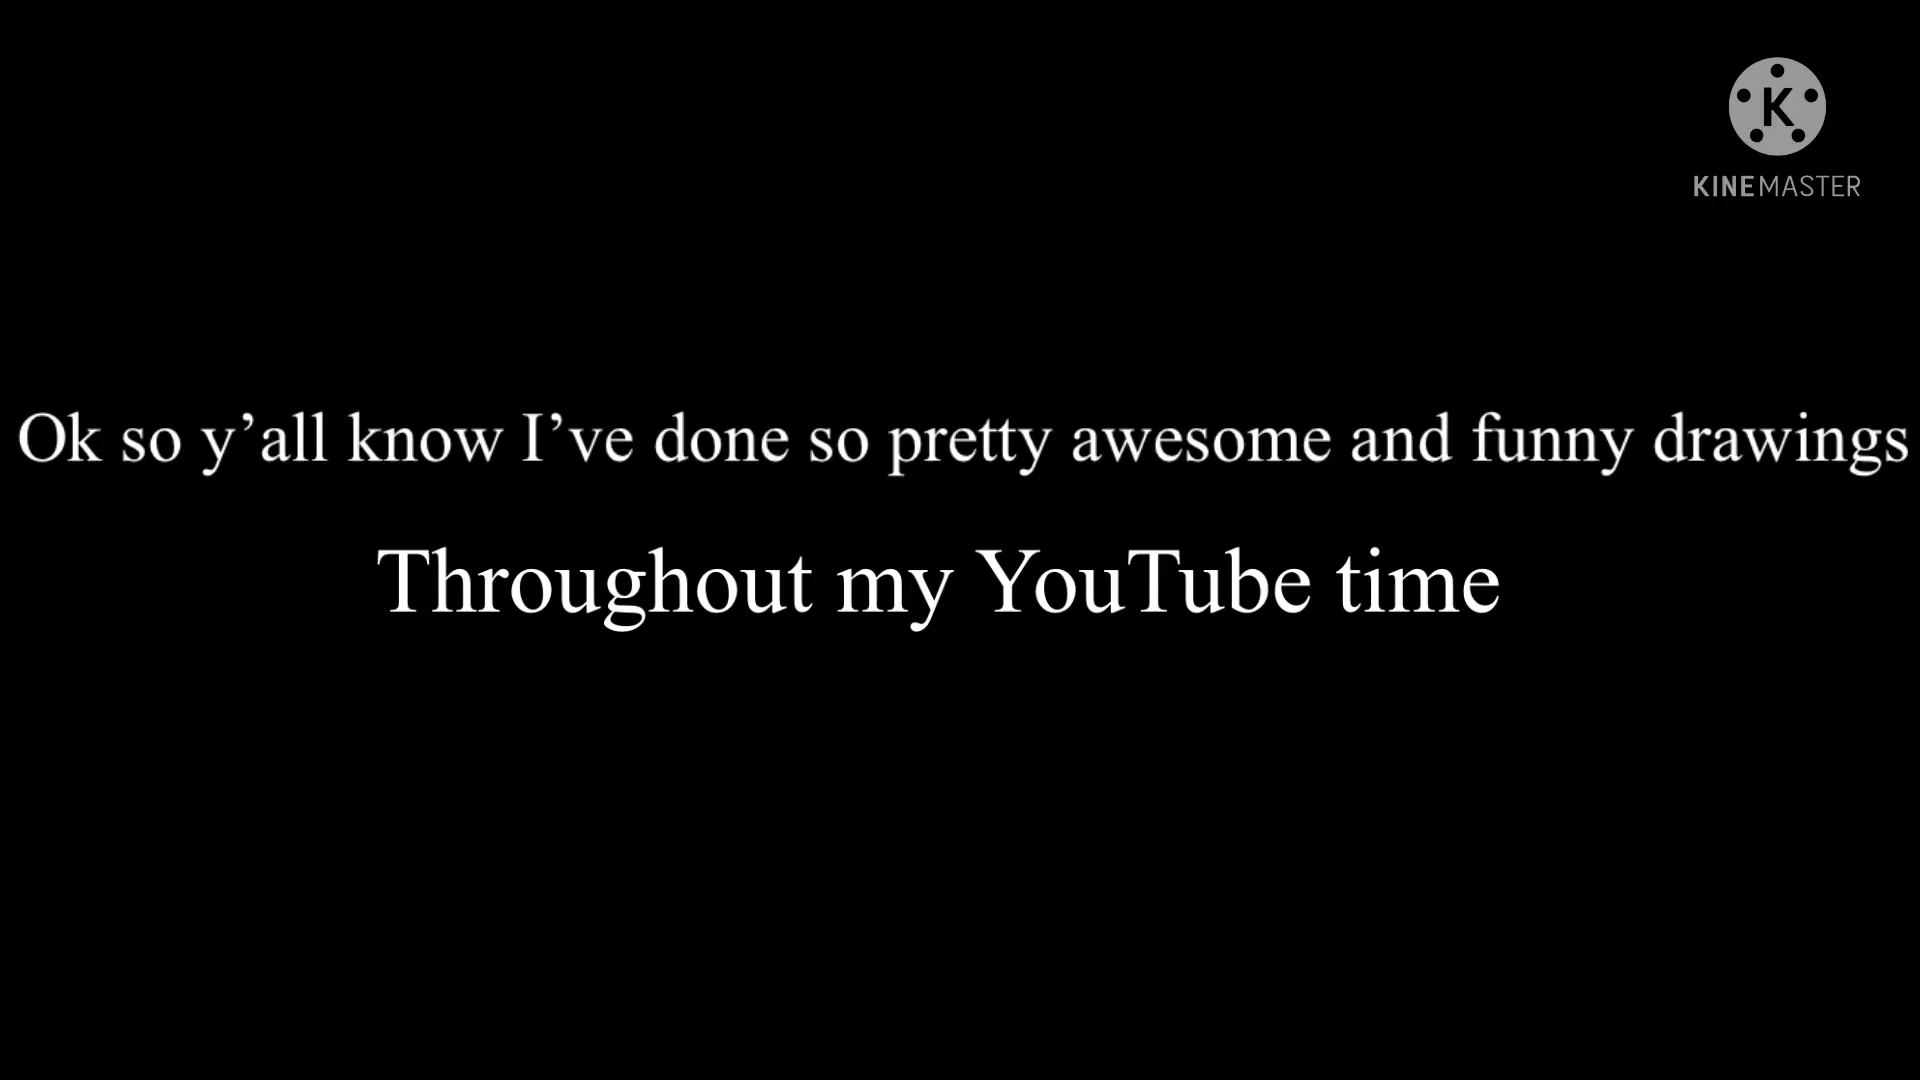 K
KINEMASTER
Ok so y’all know I’ve done so pretty awesome and funny drawings
Throughout my YouTube time